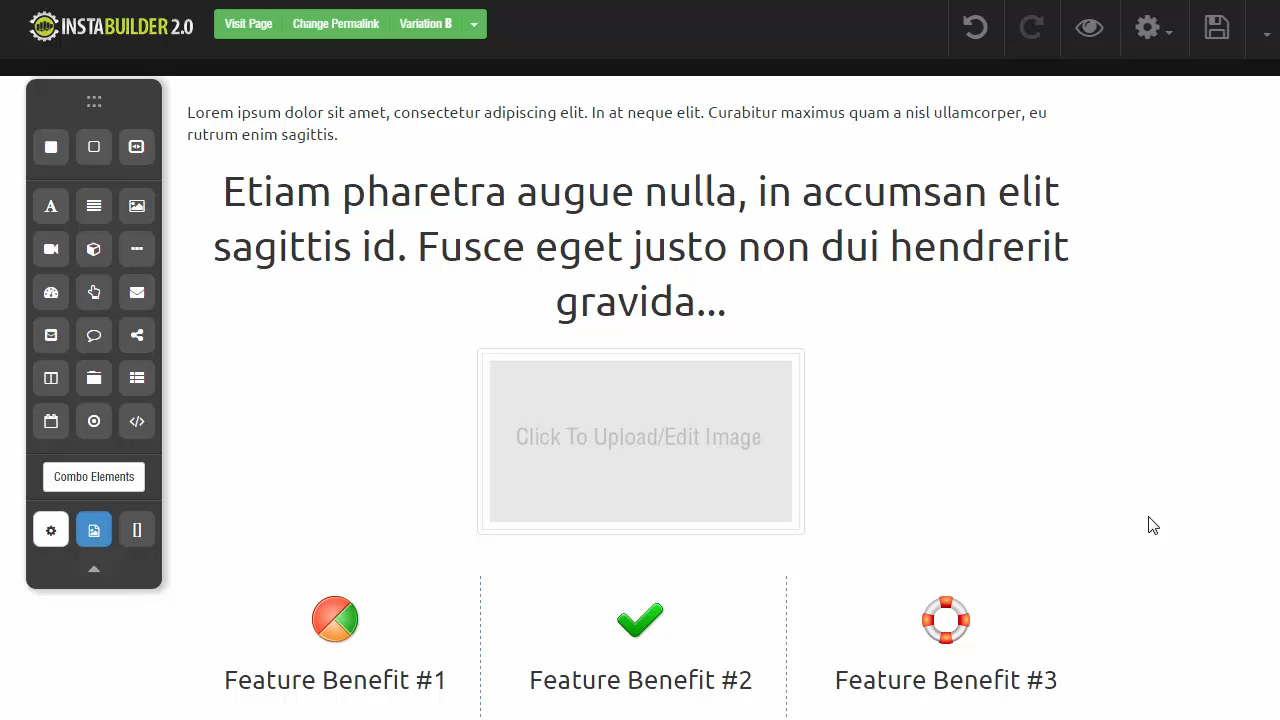 INSTABUILDER 2.0
Visit Page Change Permalink Variation B
Lorem ipsum dolor sit amet, consectetur adipiscing elit. In at neque elit. Curabitur maximus quam a nisl ullamcorper, eu
rutrum enim sagittis.
Etiam pharetra augue nulla, in accumsan elit
sagittis id. Fusce eget justo non dui hendrerit
gravida...
Click To Upload/Edit Image
Combo Elements
Feature Benefit #1 Feature Benefit #2 Feature Benefit #3